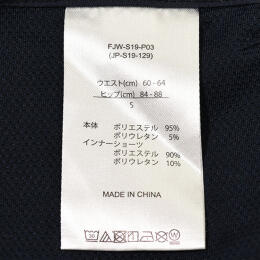 FJW-S19-P03
(JP-S19-129)
ウエスト(cm) 60 - 64
ヒップ(cm) 84 - 88
S
本体 ポリエステル 95%
ポリウレタン 5%
インナーショーツ
ポリエステル 90%
ポリウレタン 10%
MADE IN CHINA